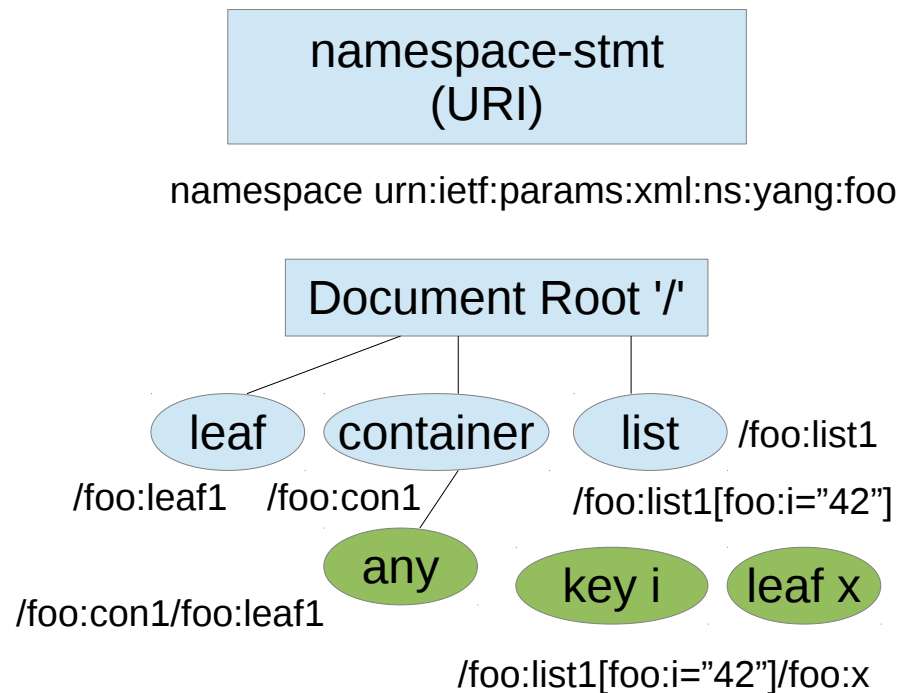 namespace-stmt
(URI)
namespace urn:ietf:params:xml:ns:yang:foo
Document Root '/'
leaf
container
list
/foo:list1
/foo:leaf1
/foo:con1
/foo:list1[foo:i=”42”]
any
key i
leaf x
/foo:con1/foo:leaf1
/foo:list1[foo:i=”42”]/foo:x